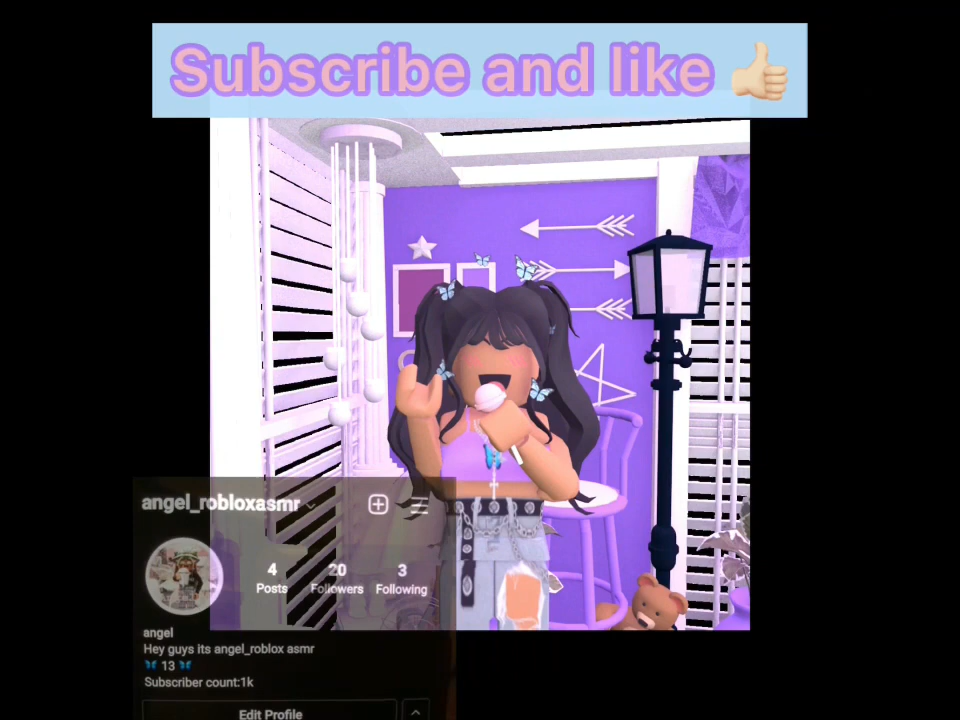 Subscribe and like 👍🏼
angel_robloxasmr
4 20 3
Posts Followers Following
angel
Hey guys its angel_roblox asmr
🦋 13 🦋
Subscriber count:1k
Edit Profile